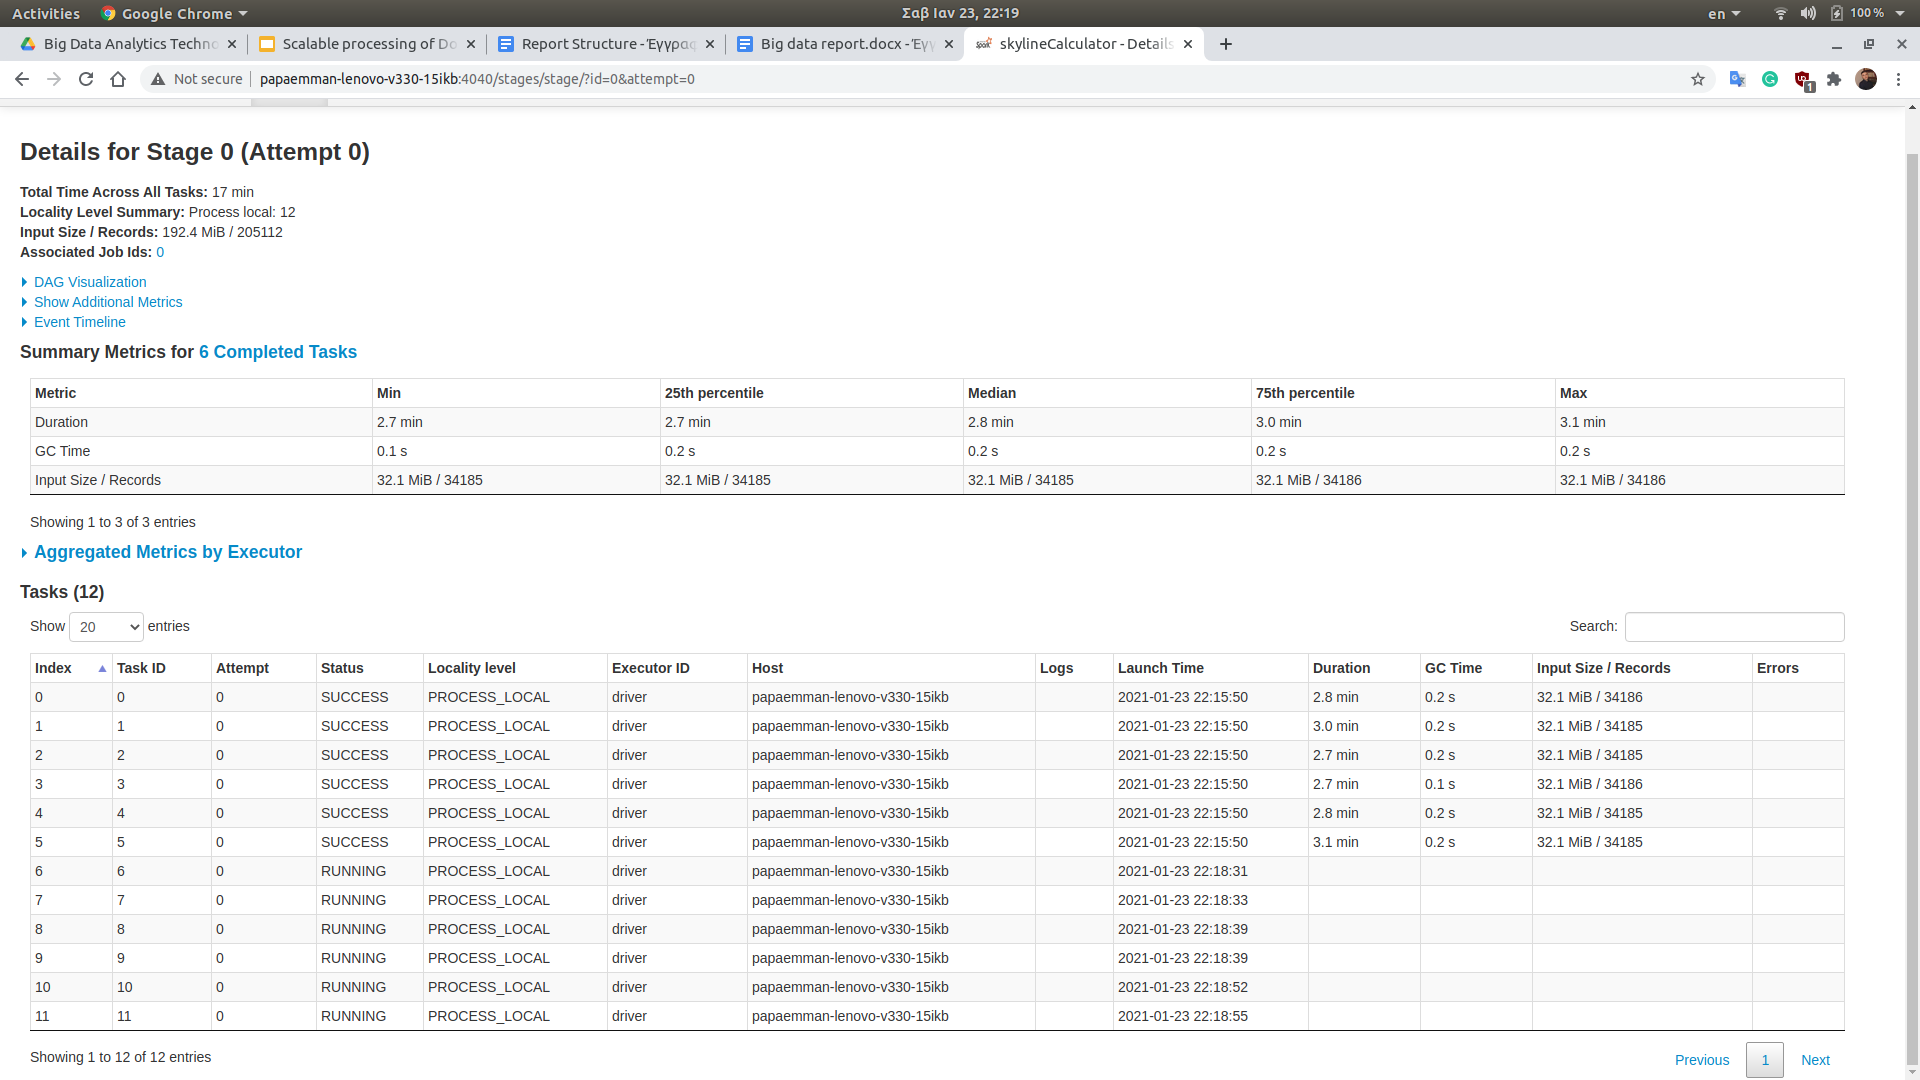 Activities Google Chrome Σαβ Ιαν 23, 22:19 en 100 %
Big Data Analytics Techno Scalable processing of Do Report Structure - Έγγρας Big data report.docx - Έγγ skylineCalculator - Details
Not secure papaemman-lenovo-v330-15ikb:4040/stages/stage/?id=0&attempt=0 1
Details for Stage 0 (Attempt 0)
Total Time Across All Tasks: 17 min
Locality Level Summary: Process local: 12
Input Size / Records: 192.4 MiB / 205112
Associated Job Ids: 0
DAG Visualization
Show Additional Metrics
Event Timeline
Summary Metrics for 6 Completed Tasks
Metric Min 25th percentile Median 75th percentile Max
Duration 2.7 min 2.7 min 2.8 min 3.0 min 3.1 min
GC Time 0.1 s 0.2 s 0.2 s 0.2 s 0.2 s
Input Size / Records 32.1 MiB / 34185 32.1 MiB / 34185 32.1 MiB / 34185 32.1 MiB / 34186 32.1 MiB / 34186
Showing 1 to 3 of 3 entries
Aggregated Metrics by Executor
Tasks (12)
Show 20 entries Search:
Index Task ID Attempt Status Locality level Executor ID Host Logs Launch Time Duration GC Time Input Size / Records Errors
0 0 0 SUCCESS PROCESS_LOCAL driver papaemman-lenovo-v330-15ikb 2021-01-23 22:15:50 2.8 min 0.2 s 32.1 MiB / 34186
1 1 0 SUCCESS PROCESS_LOCAL driver papaemman-lenovo-v330-15ikb 2021-01-23 22:15:50 3.0 min 0.2 s 32.1 MiB / 34185
2 2 0 SUCCESS PROCESS_LOCAL driver papaemman-lenovo-v330-15ikb 2021-01-23 22:15:50 2.7 min 0.2 s 32.1 MiB / 34185
3 3 0 SUCCESS PROCESS_LOCAL driver papaemman-lenovo-v330-15ikb 2021-01-23 22:15:50 2.7 min 0.1 s 32.1 MiB / 34186
4 4 0 SUCCESS PROCESS_LOCAL driver papaemman-lenovo-v330-15ikb 2021-01-23 22:15:50 2.8 min 0.2 s 32.1 MiB / 34185
5 5 0 SUCCESS PROCESS_LOCAL driver papaemman-lenovo-v330-15ikb 2021-01-23 22:15:50 3.1 min 0.2 s 32.1 MiB / 34185
6 6 0 RUNNING PROCESS_LOCAL driver papaemman-lenovo-v330-15ikb 2021-01-23 22:18:31
7 7 0 RUNNING PROCESS_LOCAL driver papaemman-lenovo-v330-15ikb 2021-01-23 22:18:33
8 8 0 RUNNING PROCESS_LOCAL driver papaemman-lenovo-v330-15ikb 2021-01-23 22:18:39
9 9 0 RUNNING PROCESS_LOCAL driver papaemman-lenovo-v330-15ikb 2021-01-23 22:18:39
10 10 0 RUNNING PROCESS_LOCAL driver papaemman-lenovo-v330-15ikb 2021-01-23 22:18:52
11 11 0 RUNNING PROCESS_LOCAL driver papaemman-lenovo-v330-15ikb 2021-01-23 22:18:55
Showing 1 to 12 of 12 entries
Previous 1 Next